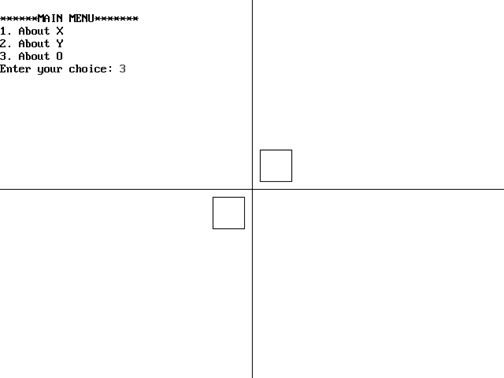 ******MAIN MENU*******
1. About X
2. About Y
3. About O
Enter your choice: 3